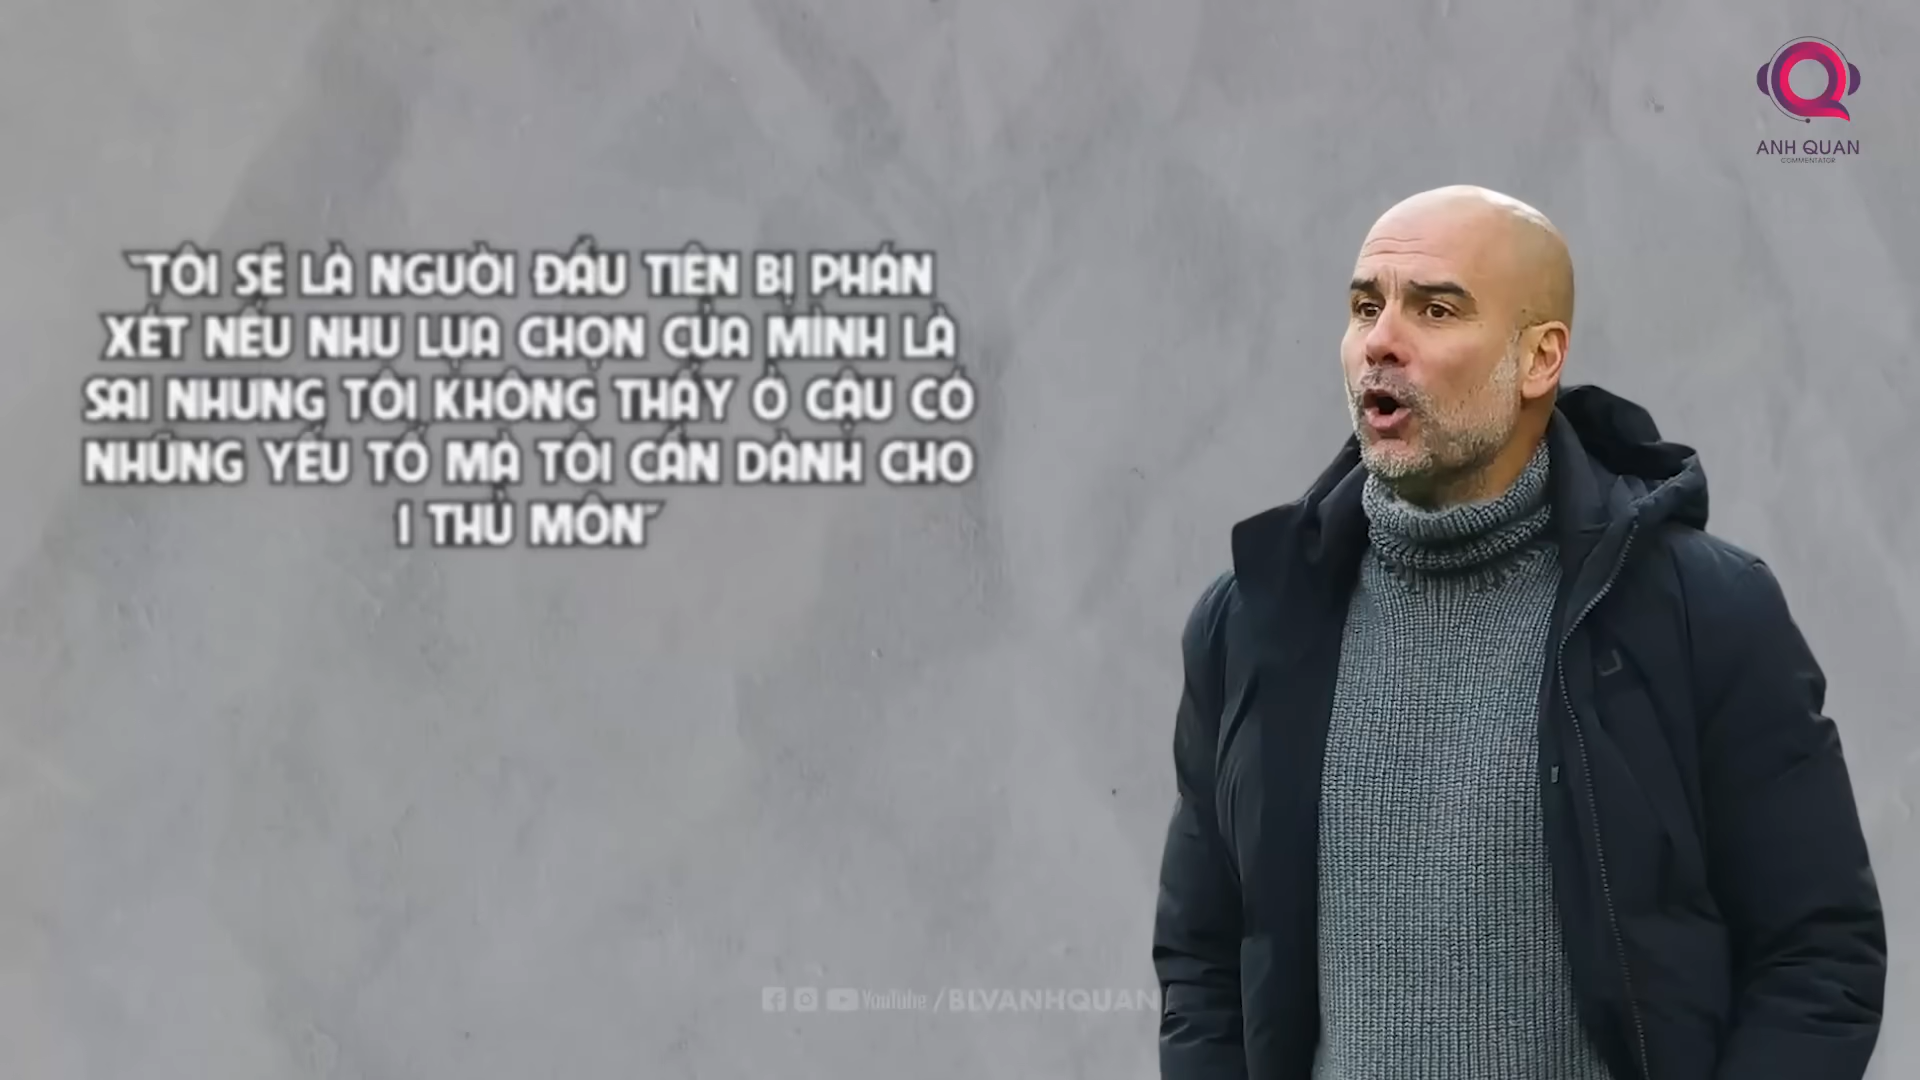 "TÔI SẼ LÀ NGƯỜI ĐẦU TIÊN BỊ PHÁN
XÉT NẾU NHƯ LỰA CHỌN CỦA MÌNH LÀ
SAI NHƯNG TÔI KHÔNG THẤY Ở CẬU CÓ
NHỮNG YẾU TỐ MÀ TÔI CẦN DÀNH CHO
1 THỦ MÔN"
Q
ANH QUAN
COMMENTATOR
YouTube /BLVANHQUAN